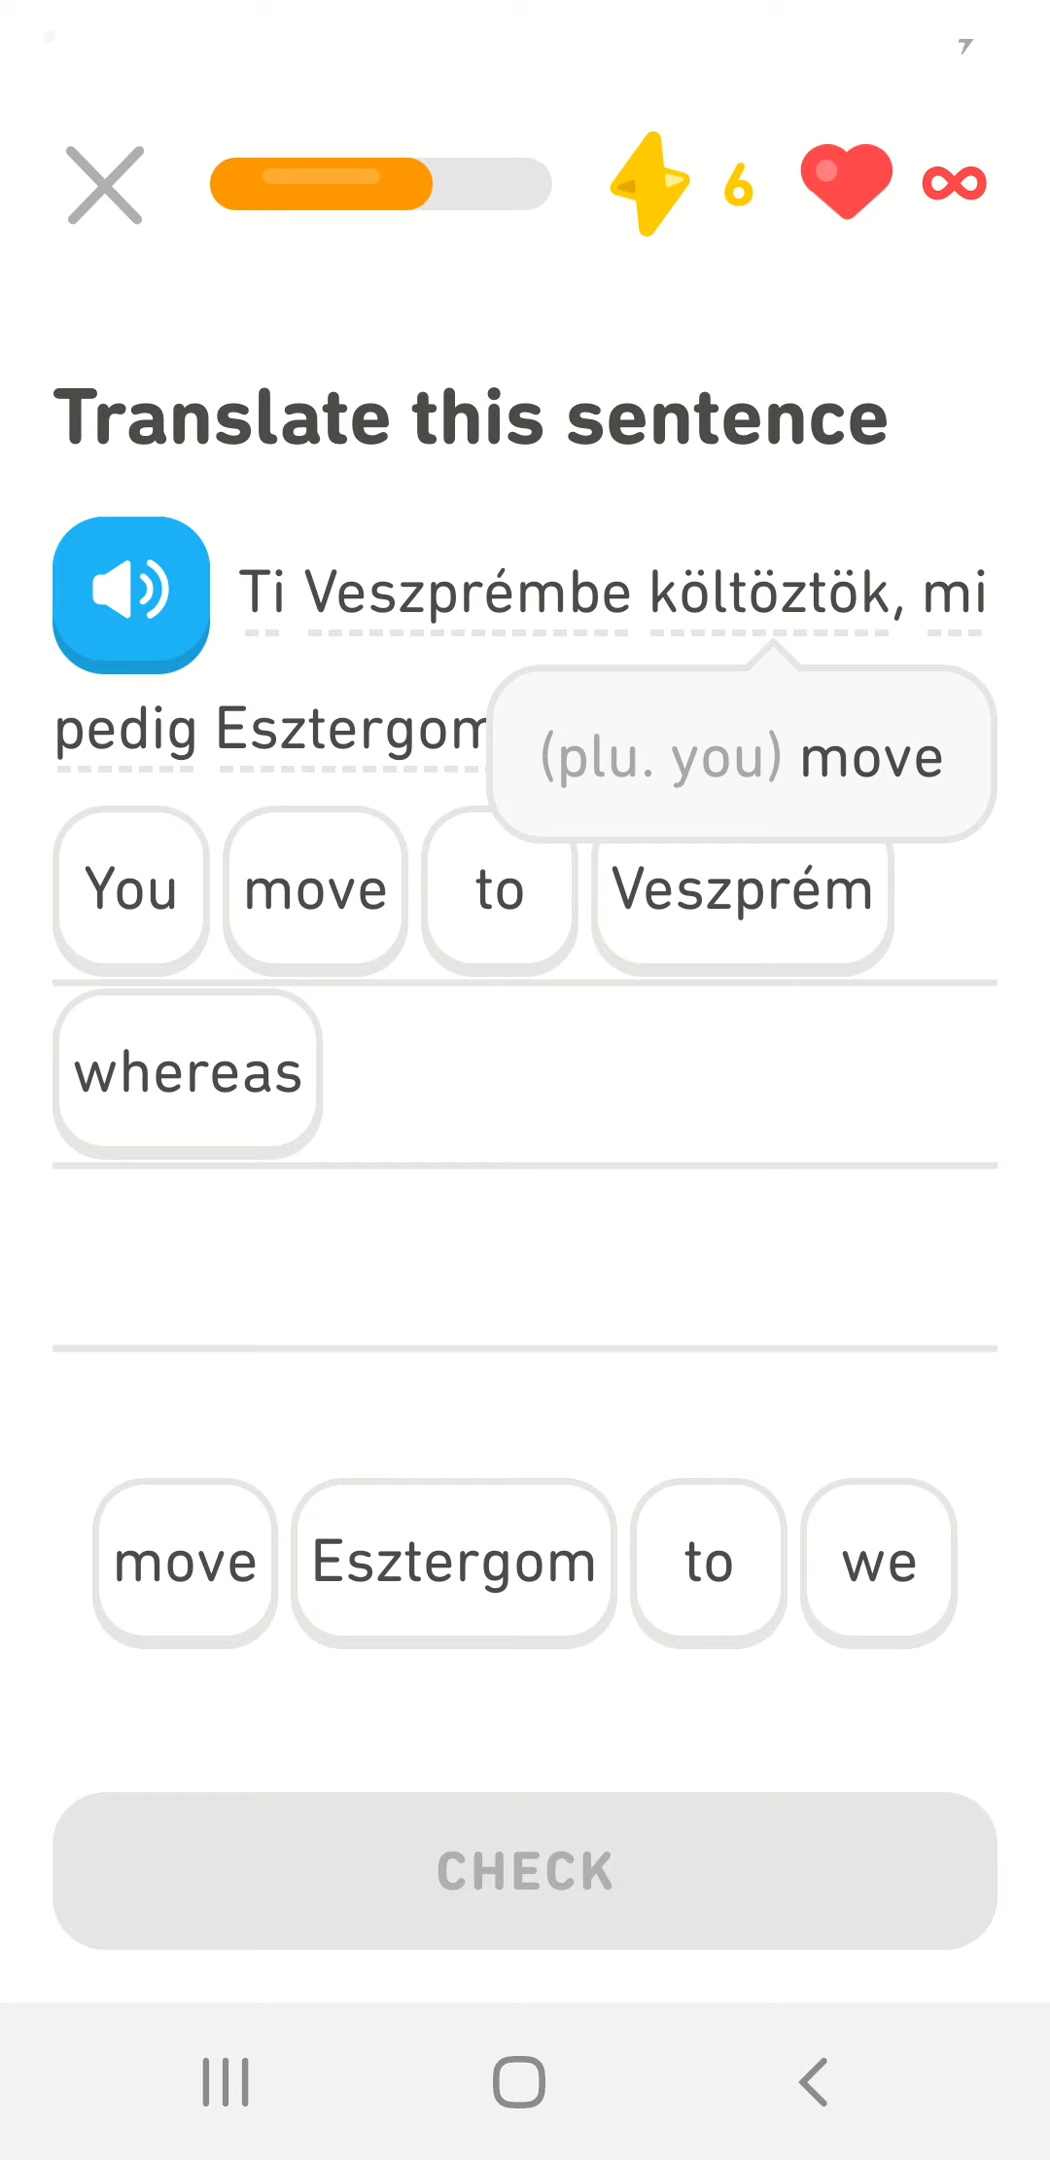 6
Translate this sentence
Ti Veszprémbe költöztök, mi
pedig Esztergom
(plu. you) move
You move to Veszprém
whereas
move Esztergom to we
CHECK